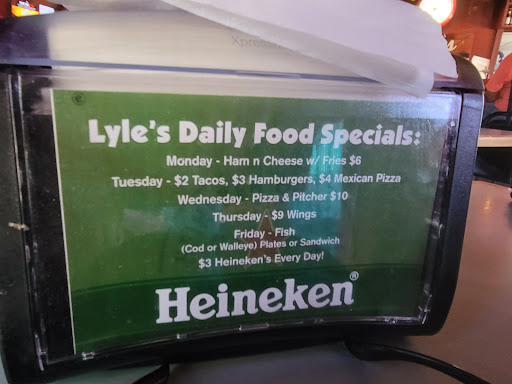 Xpress
Lyle's Daily Food Specials:
Monday - Ham n Cheese w/ Fries $6
Tuesday - $2 Tacos, $3 Hamburgers, $4 Mexican Pizza
Wednesday - Pizza & Pitcher $10
Thursday - $9 Wings
Friday - Fish
(Cod or Walleye) Plates or Sandwich
$3 Heineken's Every Day!
Heineken®